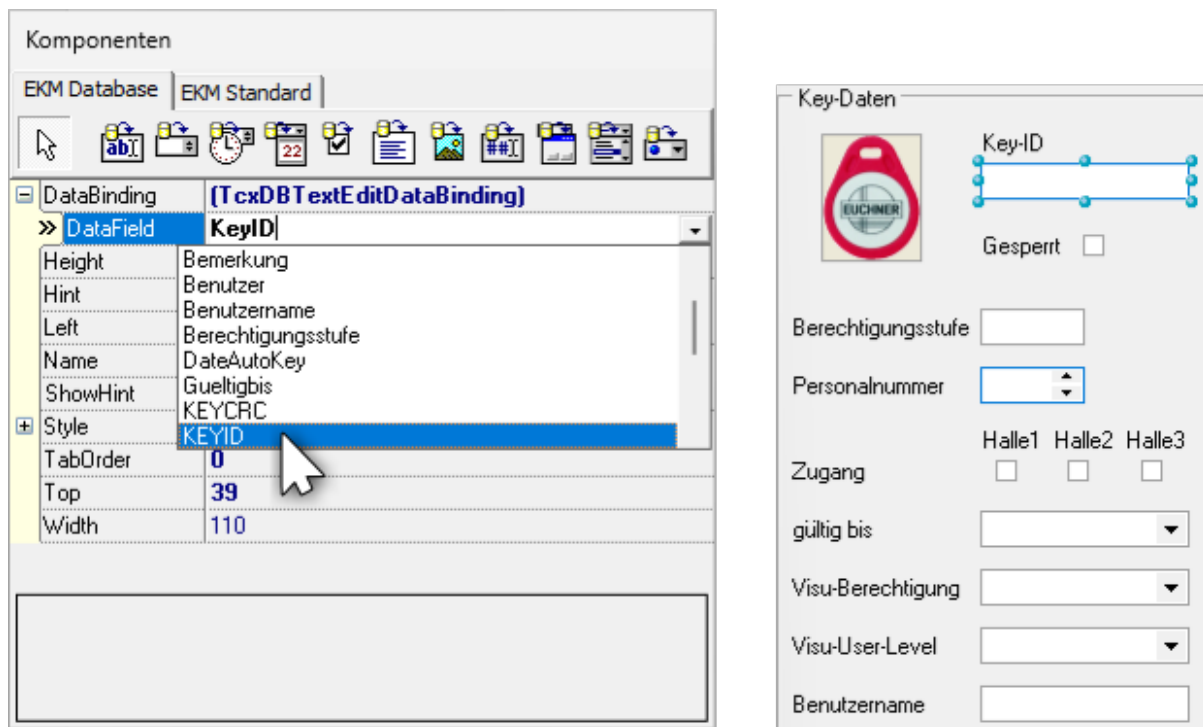 Komponenten
EKM Database EKM Standard
abI 22 ##I
DataBinding (TcxDBTextEditDataBinding)
DataField KeyID
Height
Hint
Left
Name
ShowHint
Style
TabOrder 0
Top 39
Width 110
Bemerkung
Benutzer
Benutzername
Berechtigungsstufe
DateAutoKey
Gueltigbis
KEYCRC
KEYID
Key-Daten
EUCHNER
Key-ID
Gesperrt
Berechtigungsstufe
Personalnummer
Halle1 Halle2 Halle3
Zugang
gültig bis
Visu-Berechtigung
Visu-User-Level
Benutzername